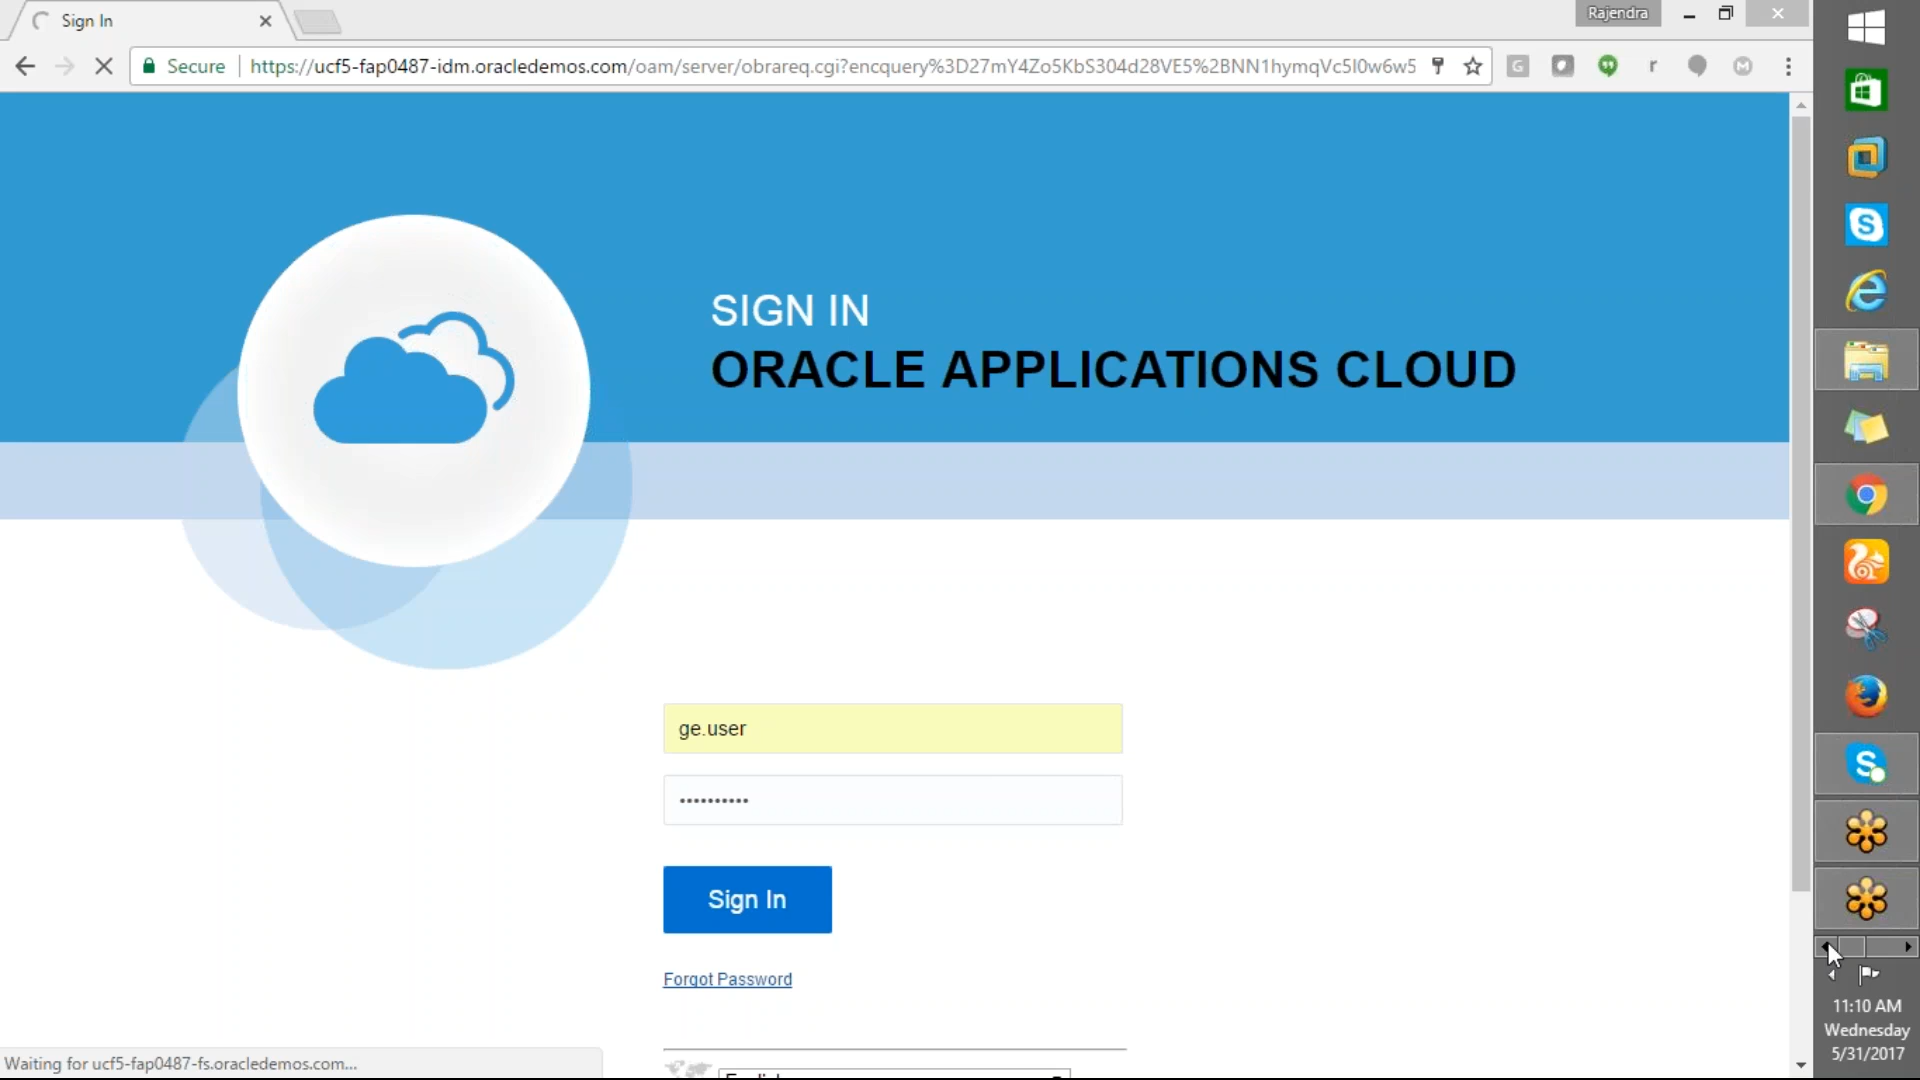 Sign In
Rajendra
Secure
https://ucf5-fap0487-idm.oracledemos.com/oam/server/obrareq.cgi?encquery%3D27mY4Zo5KbS304d28VE5%2BNN1hymqVc5I0w6w5
SIGN IN
ORACLE APPLICATIONS CLOUD
ge.user
Sign In
Forgot Password
Waiting for ucf5-fap0487-fs.oracledemos.com...
11:10 AM
Wednesday
5/31/2017